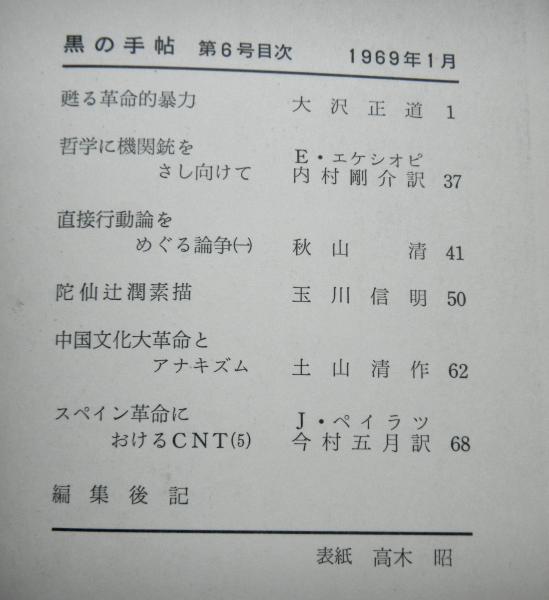 黒の手帖 第6号目次 1969年1月
甦る革命的暴力 大沢正道 1
哲学に機関銃を E・エケシオピ
さし向けて 内村剛介訳 37
直接行動論を
めぐる論争㈠ 秋山 清 41
陀仙辻潤素描 玉川信明 50
中国文化大革命と
アナキズム 土山清作 62
スペイン革命に J・ペイラツ
おけるCNT⑸ 今村五月訳 68
編集後記
表紙 高木 昭